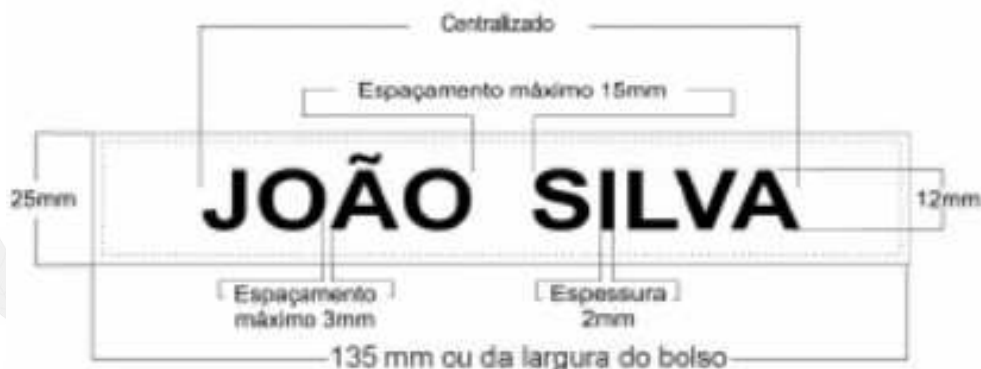 Centralizado
Espaçamento máximo 15mm
25mm
JOÃO SILVA
12mm
Espaçamento
máximo 3mm
Espessura
2mm
135 mm ou da largura do bolso